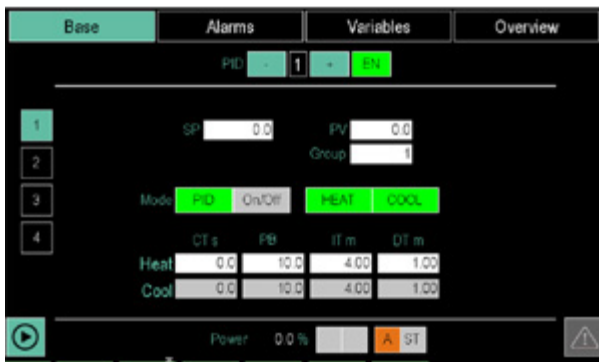 Base Alarms Variables Overview
PID - 1 + EN
1 SP 0.0 PV 0.0
Group 1
2
3 Mode PID On/Off HEAT COOL
4 CT s PB IT m DT m
Heat 0.0 10.0 4.00 1.00
Cool 0.0 10.0 4.00 1.00
Power 0.0 % A ST